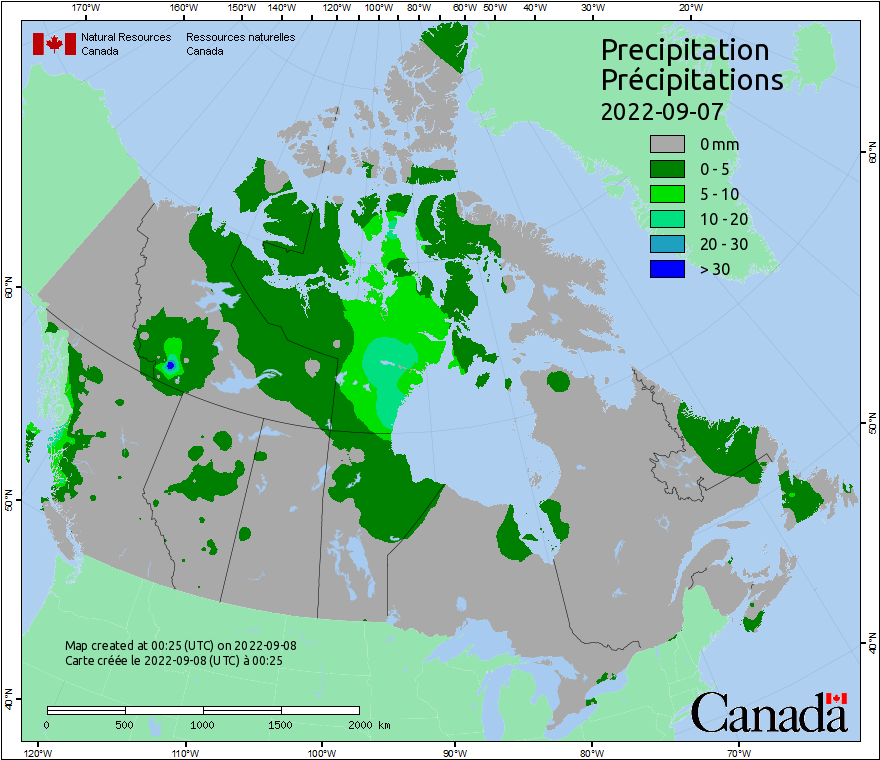 170°W 160°W 150°W 140°W 130°W 120°W 110°W 100°W 90°W 80°W 70°W 60°W 50°W 40°W 30°W 20°W
Natural Resources Ressources naturelles
Canada Canada
Precipitation
Précipitations
2022-09-07
0 mm
0 - 5
5 - 10
10 - 20
20 - 30
> 30
60°N
60°N
50°N
50°N
40°N
40°N
Map created at 00:25 (UTC) on 2022-09-08
Carte créée le 2022-09-08 (UTC) à 00:25
0 500 1000 1500 2000 km
Canada
120°W 110°W 100°W 90°W 80°W 70°W